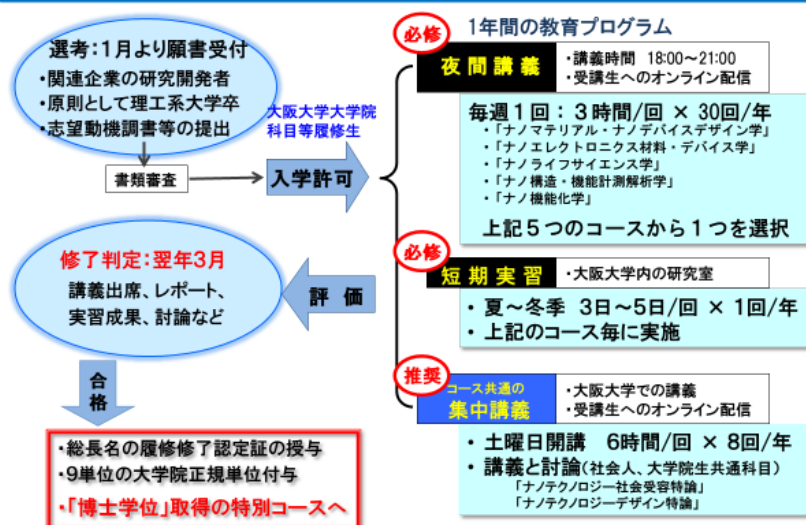 選考:1月より願書受付
・関連企業の研究開発者
・原則として理工系大学卒
・志望動機調書等の提出
書類審査
大阪大学大学院
科目等履修生
入学許可
1年間の教育プログラム
必修
夜間講義
・講義時間 18:00~21:00
・受講生へのオンライン配信
毎週1回:3時間/回 × 30回/年
・「ナノマテリアル・ナノデバイスデザイン学」
・「ナノエレクトロニクス材料・デバイス学」
・「ナノライフサイエンス学」
・「ナノ構造・機能計測解析学」
・「ナノ機能化学」
上記5つのコースから1つを選択
必修
短期実習
・大阪大学内の研究室
・夏~冬季 3日~5日/回 × 1回/年
・上記のコース毎に実施
推奨
コース共通の
集中講義
・大阪大学での講義
・受講生へのオンライン配信
・土曜日開講 6時間/回 × 8回/年
・講義と討論(社会人、大学院生共通科目)
「ナノテクノロジー社会受容特論」
「ナノテクノロジーデザイン特論」
評価
修了判定:翌年3月
講義出席、レポート、
実習成果、討論など
合格
・総長名の履修修了認定証の授与
・9単位の大学院正規単位付与
・「博士学位」取得の特別コースへ